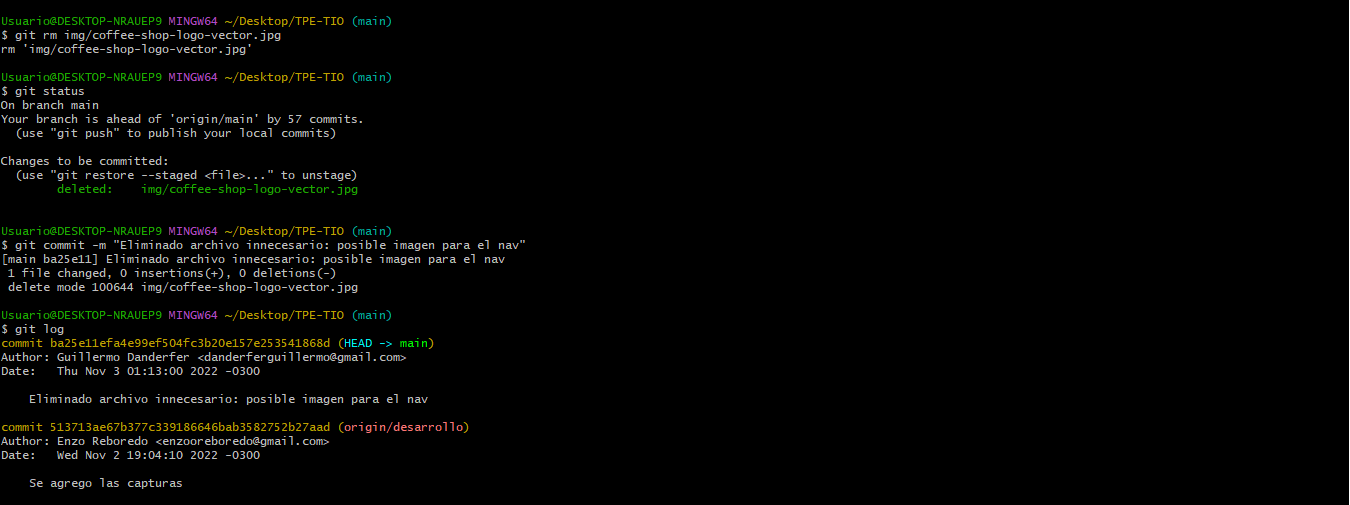 Usuario@DESKTOP-NRAUEP9 MINGW64 ~/Desktop/TPE-TIO (main)
$ git rm img/coffee-shop-logo-vector.jpg
rm 'img/coffee-shop-logo-vector.jpg'
Usuario@DESKTOP-NRAUEP9 MINGW64 ~/Desktop/TPE-TIO (main)
$ git status
On branch main
Your branch is ahead of 'origin/main' by 57 commits.
  (use "git push" to publish your local commits)
Changes to be committed:
  (use "git restore --staged <file>..." to unstage)
        deleted:    img/coffee-shop-logo-vector.jpg
Usuario@DESKTOP-NRAUEP9 MINGW64 ~/Desktop/TPE-TIO (main)
$ git commit -m "Eliminado archivo innecesario: posible imagen para el nav"
[main ba25e11] Eliminado archivo innecesario: posible imagen para el nav
 1 file changed, 0 insertions(+), 0 deletions(-)
 delete mode 100644 img/coffee-shop-logo-vector.jpg
Usuario@DESKTOP-NRAUEP9 MINGW64 ~/Desktop/TPE-TIO (main)
$ git log
commit ba25e11efa4e99ef504fc3b20e157e253541868d (HEAD -> main)
Author: Guillermo Danderfer <danderferguillermo@gmail.com>
Date:   Thu Nov 3 01:13:00 2022 -0300
    Eliminado archivo innecesario: posible imagen para el nav
commit 513713ae67b377c339186646bab3582752b27aad (origin/desarrollo)
Author: Enzo Reboredo <enzooreboredo@gmail.com>
Date:   Wed Nov 2 19:04:10 2022 -0300
    Se agrego las capturas